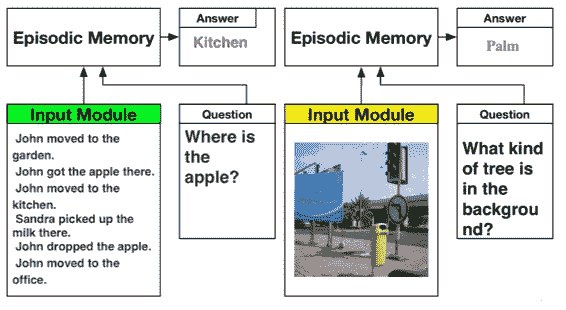 Episodic Memory
Answer
Kitchen
Input Module
John moved to the
garden.
John got the apple there.
John moved to the
kitchen.
Sandra picked up the
milk there.
John dropped the apple.
John moved to the
office.
Question
Where is
the
apple?
Episodic Memory
Answer
Palm
Input Module
Question
What kind
of tree is
in the
backgrou
nd?